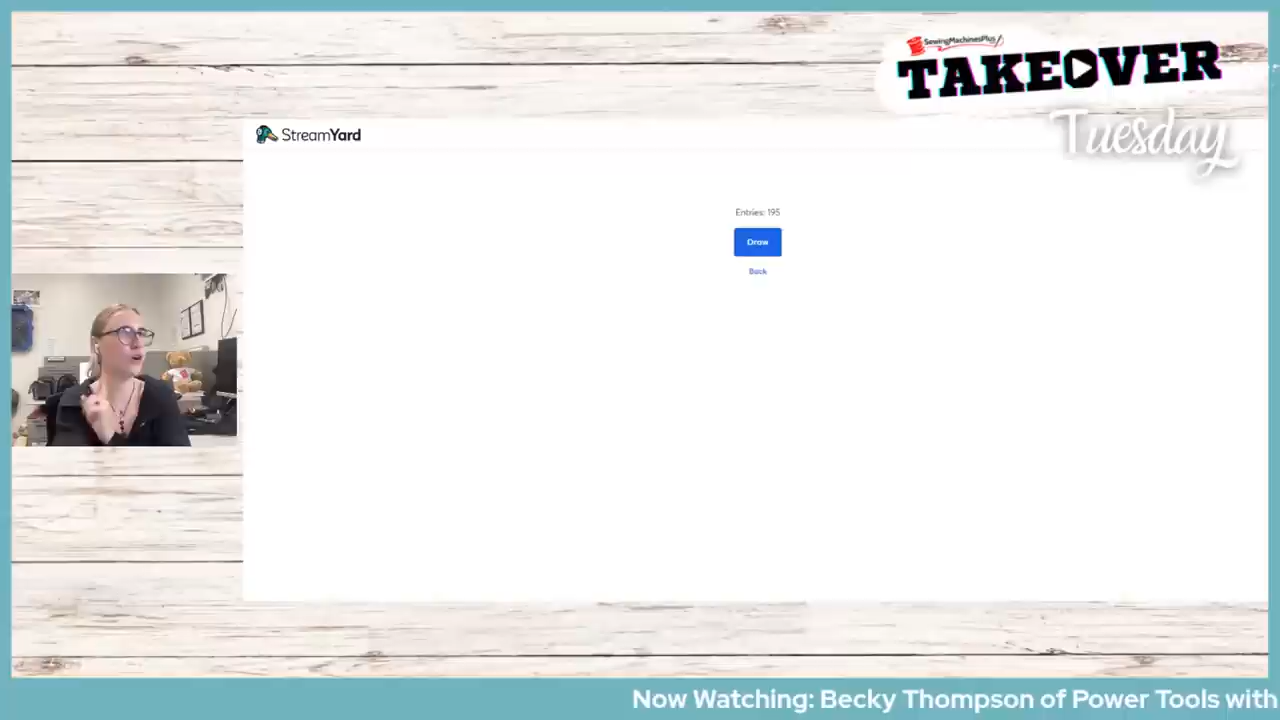 SewingMachinesPlus
TAKEOVER
Tuesday
StreamYard
Entries: 195
Draw
Back
Now Watching: Becky Thompson of Power Tools with